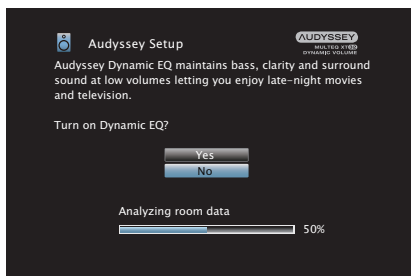 Audyssey Setup
AUDYSSEY
MULTEQ XT32
DYNAMIC VOLUME
Audyssey Dynamic EQ maintains bass, clarity and surround
sound at low volumes letting you enjoy late-night movies
and television.
Turn on Dynamic EQ?
Yes
No
Analyzing room data
50%